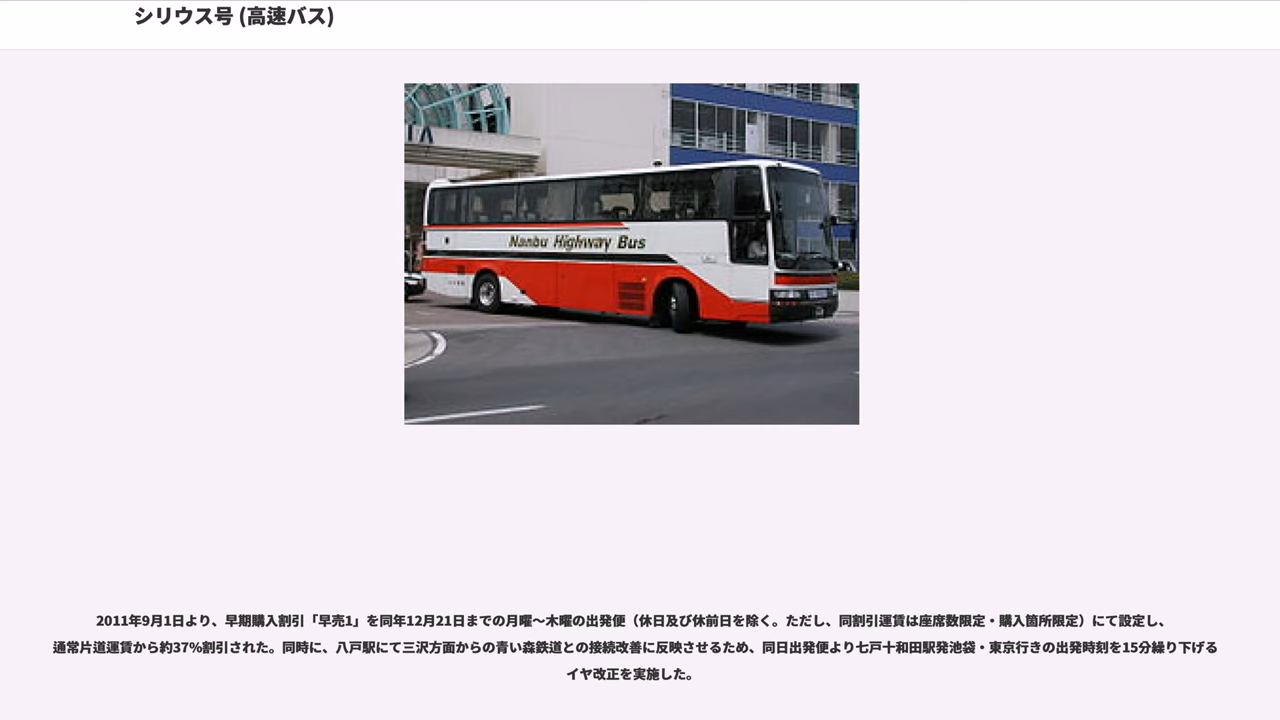 シリウス号 (高速バス)
IA
Nanbu Highway Bus
2011年9月1日より、早期購入割引「早売1」を同年12月21日までの月曜〜木曜の出発便（休日及び休前日を除く。ただし、同割引運賃は座席数限定・購入箇所限定）にて設定し、
通常片道運賃から約37%割引された。同時に、八戸駅にて三沢方面からの青い森鉄道との接続改善に反映させるため、同日出発便より七戸十和田駅発池袋・東京行きの出発時刻を15分繰り下げる
イヤ改正を実施した。